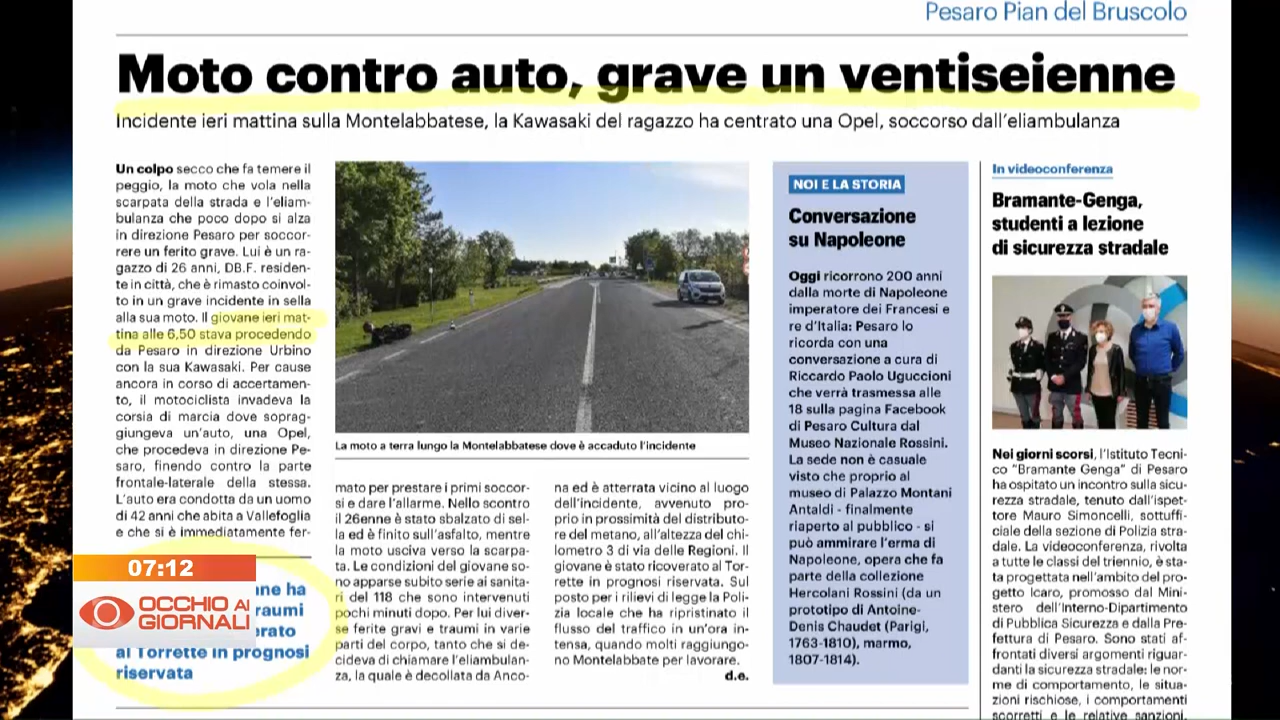 Pesaro Pian del Bruscolo
Moto contro auto, grave un ventiseienne
Incidente ieri mattina sulla Montelabbatese, la Kawasaki del ragazzo ha centrato una Opel, soccorso dall'eliambulanza
Un colpo secco che fa temere il
peggio, la moto che vola nella
scarpata della strada e l'eliam-
bulanza che poco dopo si alza
in direzione Pesaro per soccor-
rere un ferito grave. Lui è un ra-
gazzo di 26 anni, DB.F. residen-
te in città, che è rimasto coinvol-
to in un grave incidente in sella
alla sua moto. Il giovane ieri mat-
tina alle 6,50 stava procedendo
da Pesaro in direzione Urbino
con la sua Kawasaki. Per cause
ancora in corso di accertamen-
to, il motociclista invadeva la
corsia di marcia dove soprag-
giungeva un'auto, una Opel,
che procedeva in direzione Pe-
saro, finendo contro la parte
frontale-laterale della stessa.
L'auto era condotta da un uomo
di 42 anni che abita a Vallefoglia
e che si è immediatamente fer-
07:12
OCCHIO AI
GIORNALI
ne ha
raumi
erato
al Torrette in prognosi
riservata
La moto a terra lungo la Montelabbatese dove è accaduto l'incidente
mato per prestare i primi soccor-
si e dare l'allarme. Nello scontro
il 26enne è stato sbalzato di sel-
la ed è finito sull'asfalto, mentre
la moto usciva verso la scarpa-
ta. Le condizioni del giovane so-
no apparse subito serie ai sanita-
ri del 118 che sono intervenuti
pochi minuti dopo. Per lui diver-
se ferite gravi e traumi in varie
parti del corpo, tanto che si de-
cideva di chiamare l'eliambulan-
za, la quale è decollata da Anco-
na ed è atterrata vicino al luogo
dell'incidente, avvenuto pro-
prio in prossimità del distributo-
re del metano, all'altezza del chi-
lometro 3 di via delle Regioni. Il
giovane è stato ricoverato al Tor-
rette in prognosi riservata. Sul
posto per i rilievi di legge la Poli-
zia locale che ha ripristinato il
flusso del traffico in un'ora in-
tensa, quando molti raggiungo-
no Montelabbate per lavorare.
d.e.
NOI E LA STORIA
Conversazione
su Napoleone
Oggi ricorrono 200 anni
dalla morte di Napoleone
imperatore dei Francesi e
re d'Italia: Pesaro lo
ricorda con una
conversazione a cura di
Riccardo Paolo Uguccioni
che verrà trasmessa alle
18 sulla pagina Facebook
di Pesaro Cultura dal
Museo Nazionale Rossini.
La sede non è casuale
visto che proprio al
museo di Palazzo Montani
Antaldi - finalmente
riaperto al pubblico - si
può ammirare l'erma di
Napoleone, opera che fa
parte della collezione
Hercolani Rossini (da un
prototipo di Antoine-
Denis Chaudet (Parigi,
1763-1810), marmo,
1807-1814).
In videoconferenza
Bramante-Genga,
studenti a lezione
di sicurezza stradale
Nei giorni scorsi, l'Istituto Tecni-
co "Bramante Genga" di Pesaro
ha ospitato un incontro sulla sicu-
rezza stradale, tenuto dall'ispet-
tore Mauro Simoncelli, sottuffi-
ciale della sezione di Polizia stra-
dale. La videoconferenza, rivolta
a tutte le classi del triennio, è sta-
ta progettata nell'ambito del pro-
getto Icaro, promosso dal Mini-
stero dell'Interno-Dipartimento
di Pubblica Sicurezza e dalla Pre-
fettura di Pesaro. Sono stati af-
frontati diversi argomenti riguar-
danti la sicurezza stradale: le nor-
me di comportamento, le situa-
zioni rischiose, i comportamenti
scorretti e le relative sanzioni,